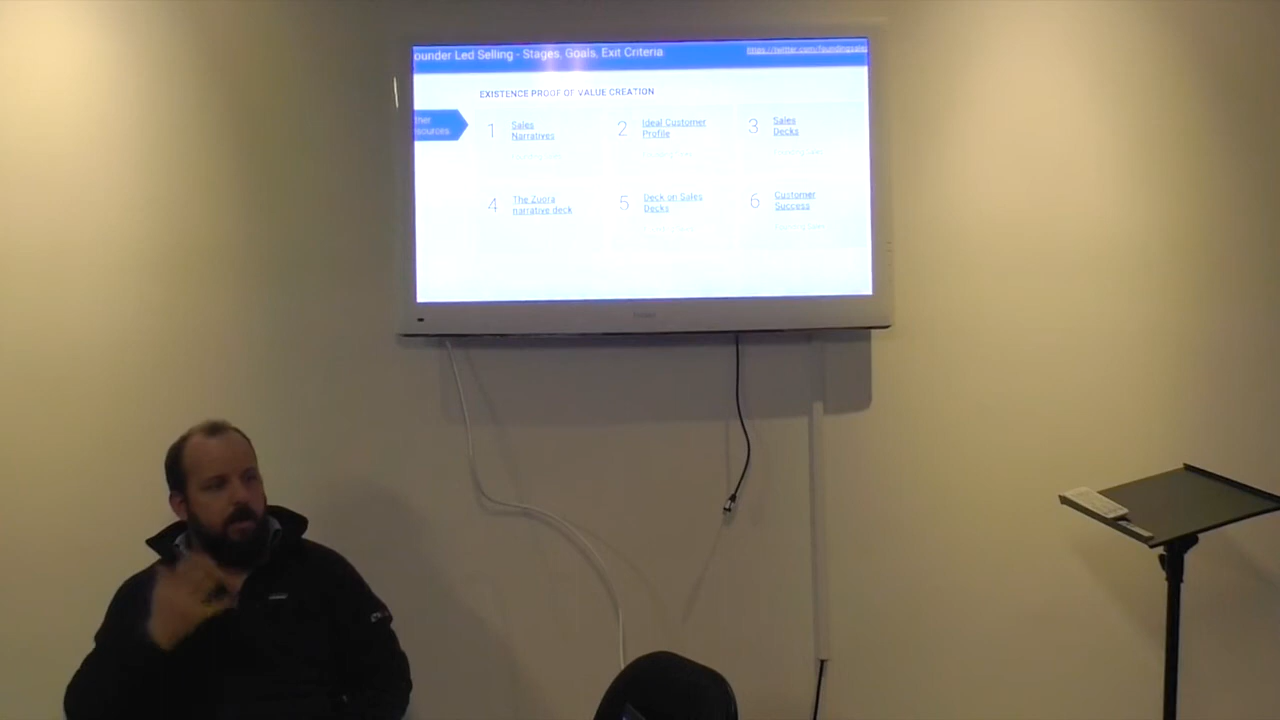 ounder Led Selling - Stages, Goals, Exit Criteria
https://twitter.com/foundingsales
EXISTENCE PROOF OF VALUE CREATION
ther
sources
1 Sales
Narratives
2 Ideal Customer
Profile
3 Sales
Decks
4 The Zuora
narrative deck
5 Deck on Sales
Decks
6 Customer
Success